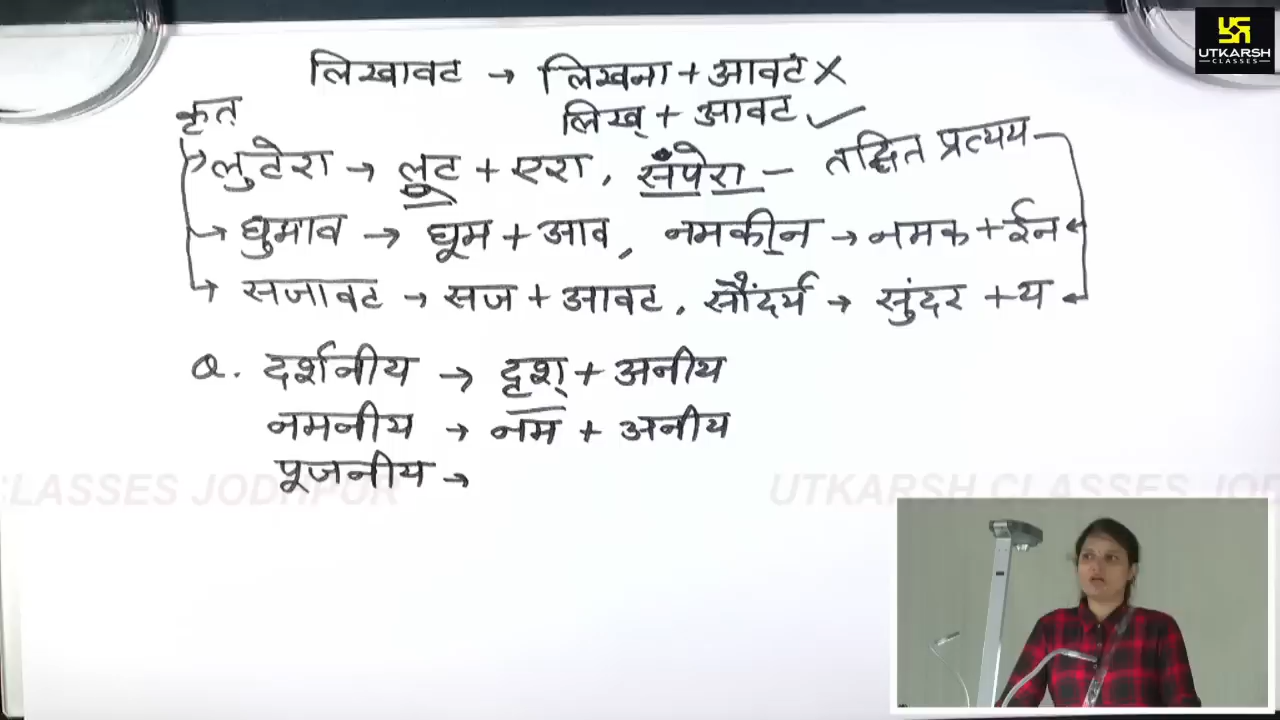 UTKARSH
CLASSES
लिखावट → लिखना + आवट ×
कृत्
लिख् + आवट ✓
लुटेरा → लूट + एरा, सँपेरा – तद्धित प्रत्यय
घुमाव → घूम + आव, नमकीन → नमक + ईन
सजावट → सज + आवट, सौंदर्य → सुंदर + य
Q. दर्शनीय → दृश् + अनीय
नमनीय → नम + अनीय
पूजनीय →
CLASSES JODHPUR UTKARSH CLASSES JOD